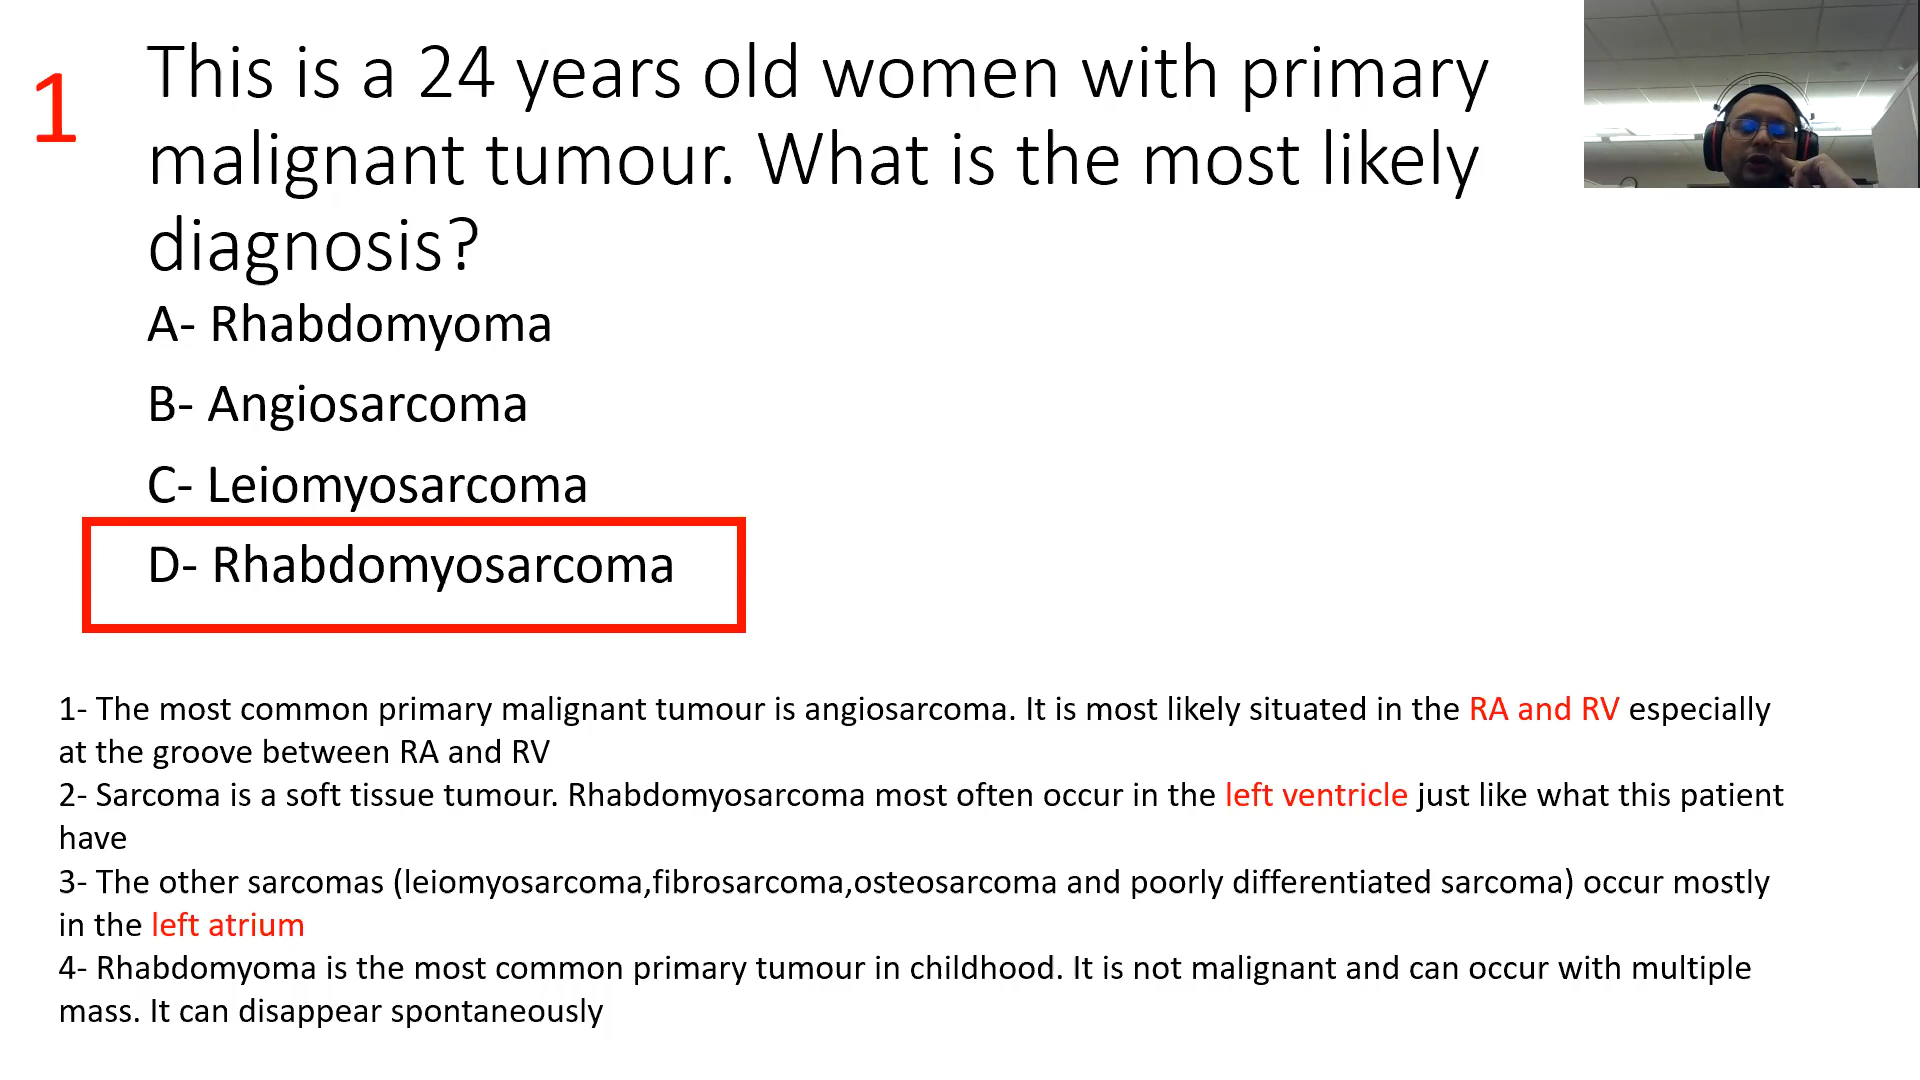 1
This is a 24 years old women with primary
malignant tumour. What is the most likely
diagnosis?
A- Rhabdomyoma
B- Angiosarcoma
C- Leiomyosarcoma
D- Rhabdomyosarcoma
1- The most common primary malignant tumour is angiosarcoma. It is most likely situated in the RA and RV especially
at the groove between RA and RV
2- Sarcoma is a soft tissue tumour. Rhabdomyosarcoma most often occur in the left ventricle just like what this patient
have
3- The other sarcomas (leiomyosarcoma,fibrosarcoma,osteosarcoma and poorly differentiated sarcoma) occur mostly
in the left atrium
4- Rhabdomyoma is the most common primary tumour in childhood. It is not malignant and can occur with multiple
mass. It can disappear spontaneously